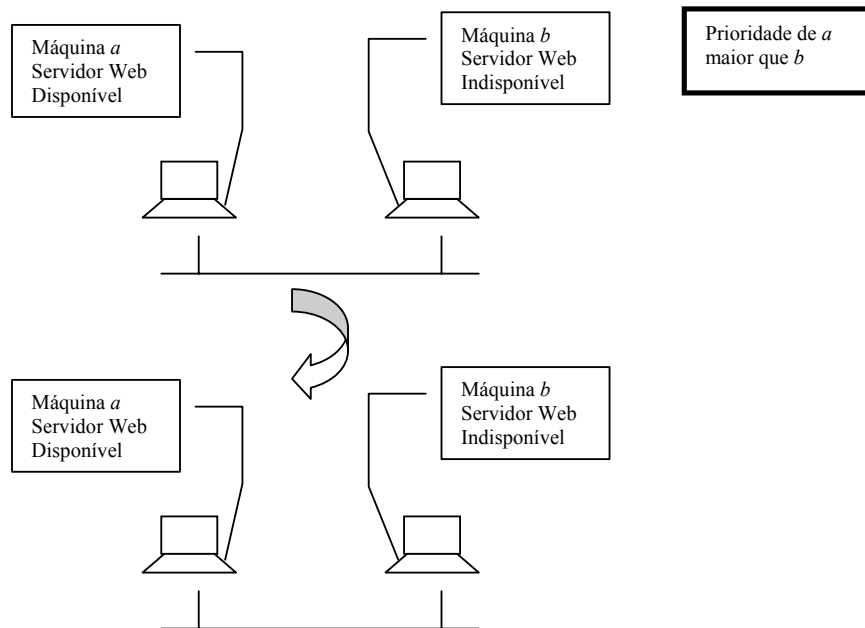 Máquina a
Servidor Web
Disponível
Máquina b
Servidor Web
Indisponível
Prioridade de a
maior que b
Máquina a
Servidor Web
Disponível
Máquina b
Servidor Web
Indisponível